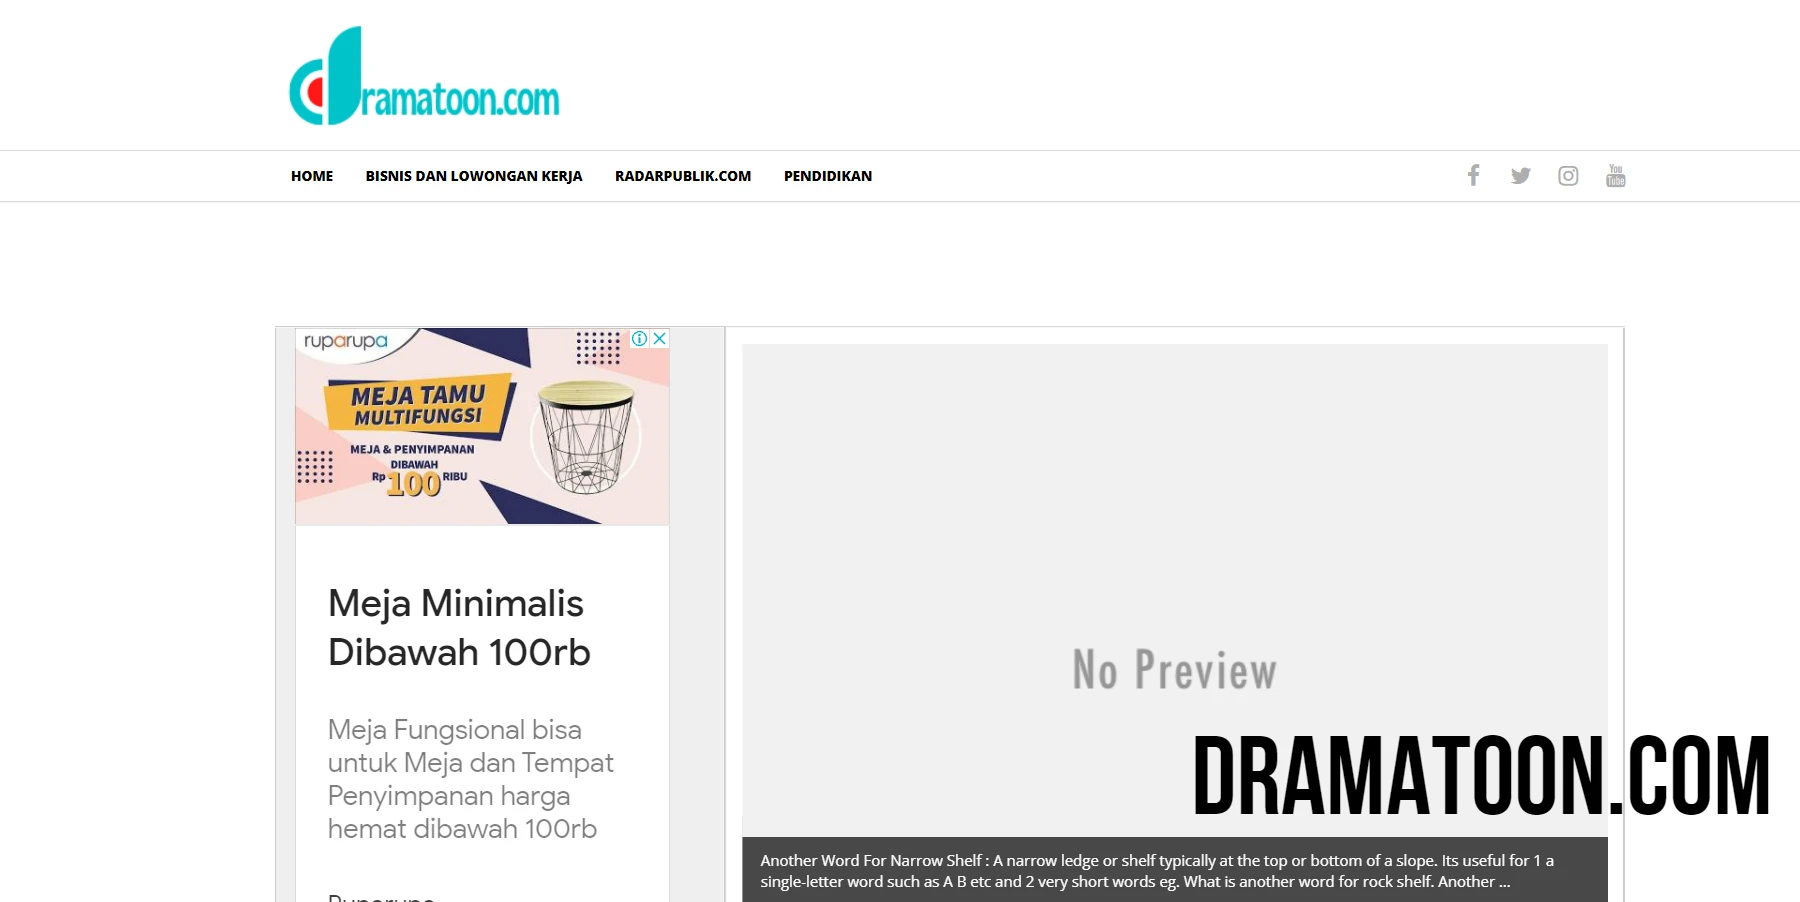 dramatoon.com
HOME BISNIS DAN LOWONGAN KERJA RADARPUBLIK.COM PENDIDIKAN
You
Tube
ruparupa
MEJA TAMU
MULTIFUNGSI
MEJA & PENYIMPANAN
DIBAWAH
Rp 100 RIBU
Meja Minimalis
Dibawah 100rb
Meja Fungsional bisa
untuk Meja dan Tempat
Penyimpanan harga
hemat dibawah 100rb
Ruparupa
No Preview
DRAMATOON.COM
Another Word For Narrow Shelf : A narrow ledge or shelf typically at the top or bottom of a slope. Its useful for 1 a
single-letter word such as A B etc and 2 very short words eg. What is another word for rock shelf. Another ...